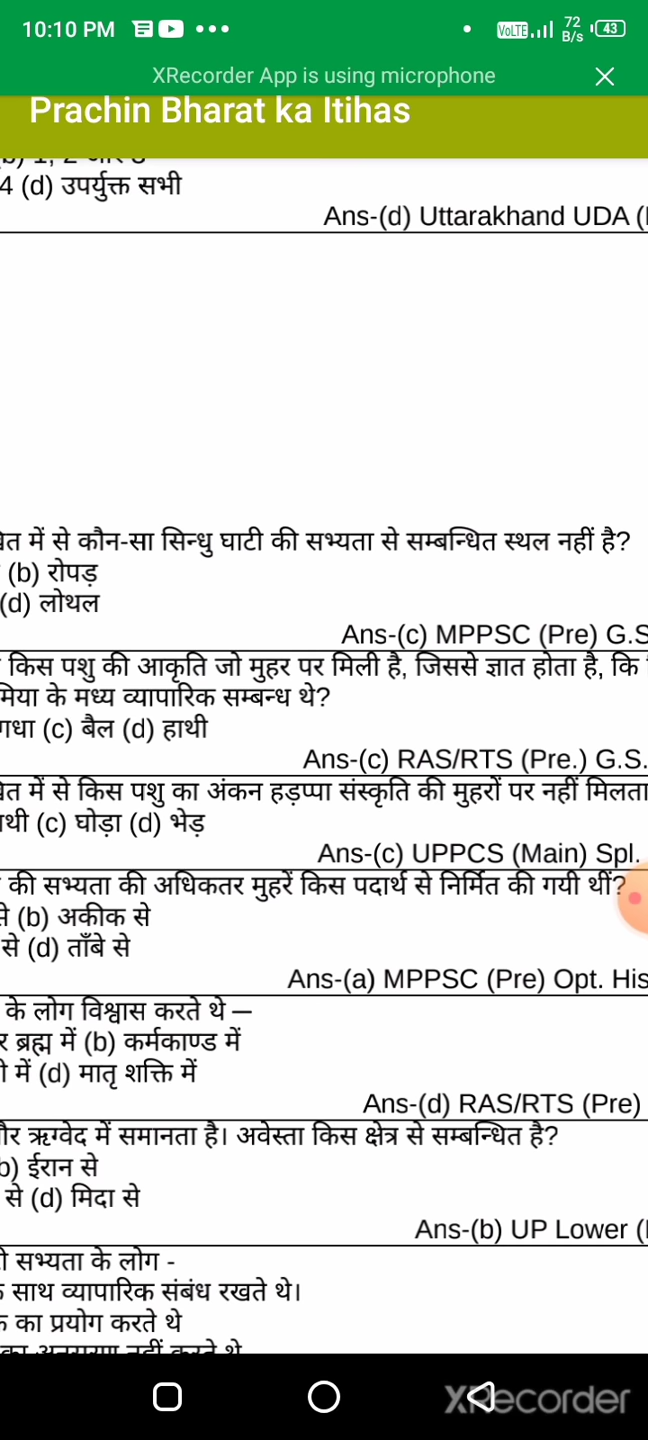 10:10 PM
VoLTE 72 B/s 43
XRecorder App is using microphone
Prachin Bharat ka Itihas
4 (d) उपर्युक्त सभी
Ans-(d) Uttarakhand UDA (
में से कौन-सा सिन्धु घाटी की सभ्यता से सम्बन्धित स्थल नहीं है?
(b) रोपड़
(d) लोथल
Ans-(c) MPPSC (Pre) G.S
किस पशु की आकृति जो मुहर पर मिली है, जिससे ज्ञात होता है, कि
मिया के मध्य व्यापारिक सम्बन्ध थे?
गधा (c) बैल (d) हाथी
Ans-(c) RAS/RTS (Pre.) G.S.
में से किस पशु का अंकन हड़प्पा संस्कृति की मुहरों पर नहीं मिलता
थी (c) घोड़ा (d) भेड़
Ans-(c) UPPCS (Main) Spl.
की सभ्यता की अधिकतर मुहरें किस पदार्थ से निर्मित की गयी थीं?
से (b) अकीक से
से (d) ताँबे से
Ans-(a) MPPSC (Pre) Opt. His
के लोग विश्वास करते थे —
ब्रह्म में (b) कर्मकाण्ड में
में (d) मातृ शक्ति में
Ans-(d) RAS/RTS (Pre)
ऋग्वेद में समानता है। अवेस्ता किस क्षेत्र से सम्बन्धित है?
b) ईरान से
से (d) मिदा से
Ans-(b) UP Lower (
सभ्यता के लोग -
साथ व्यापारिक संबंध रखते थे।
का प्रयोग करते थे
XRecorder